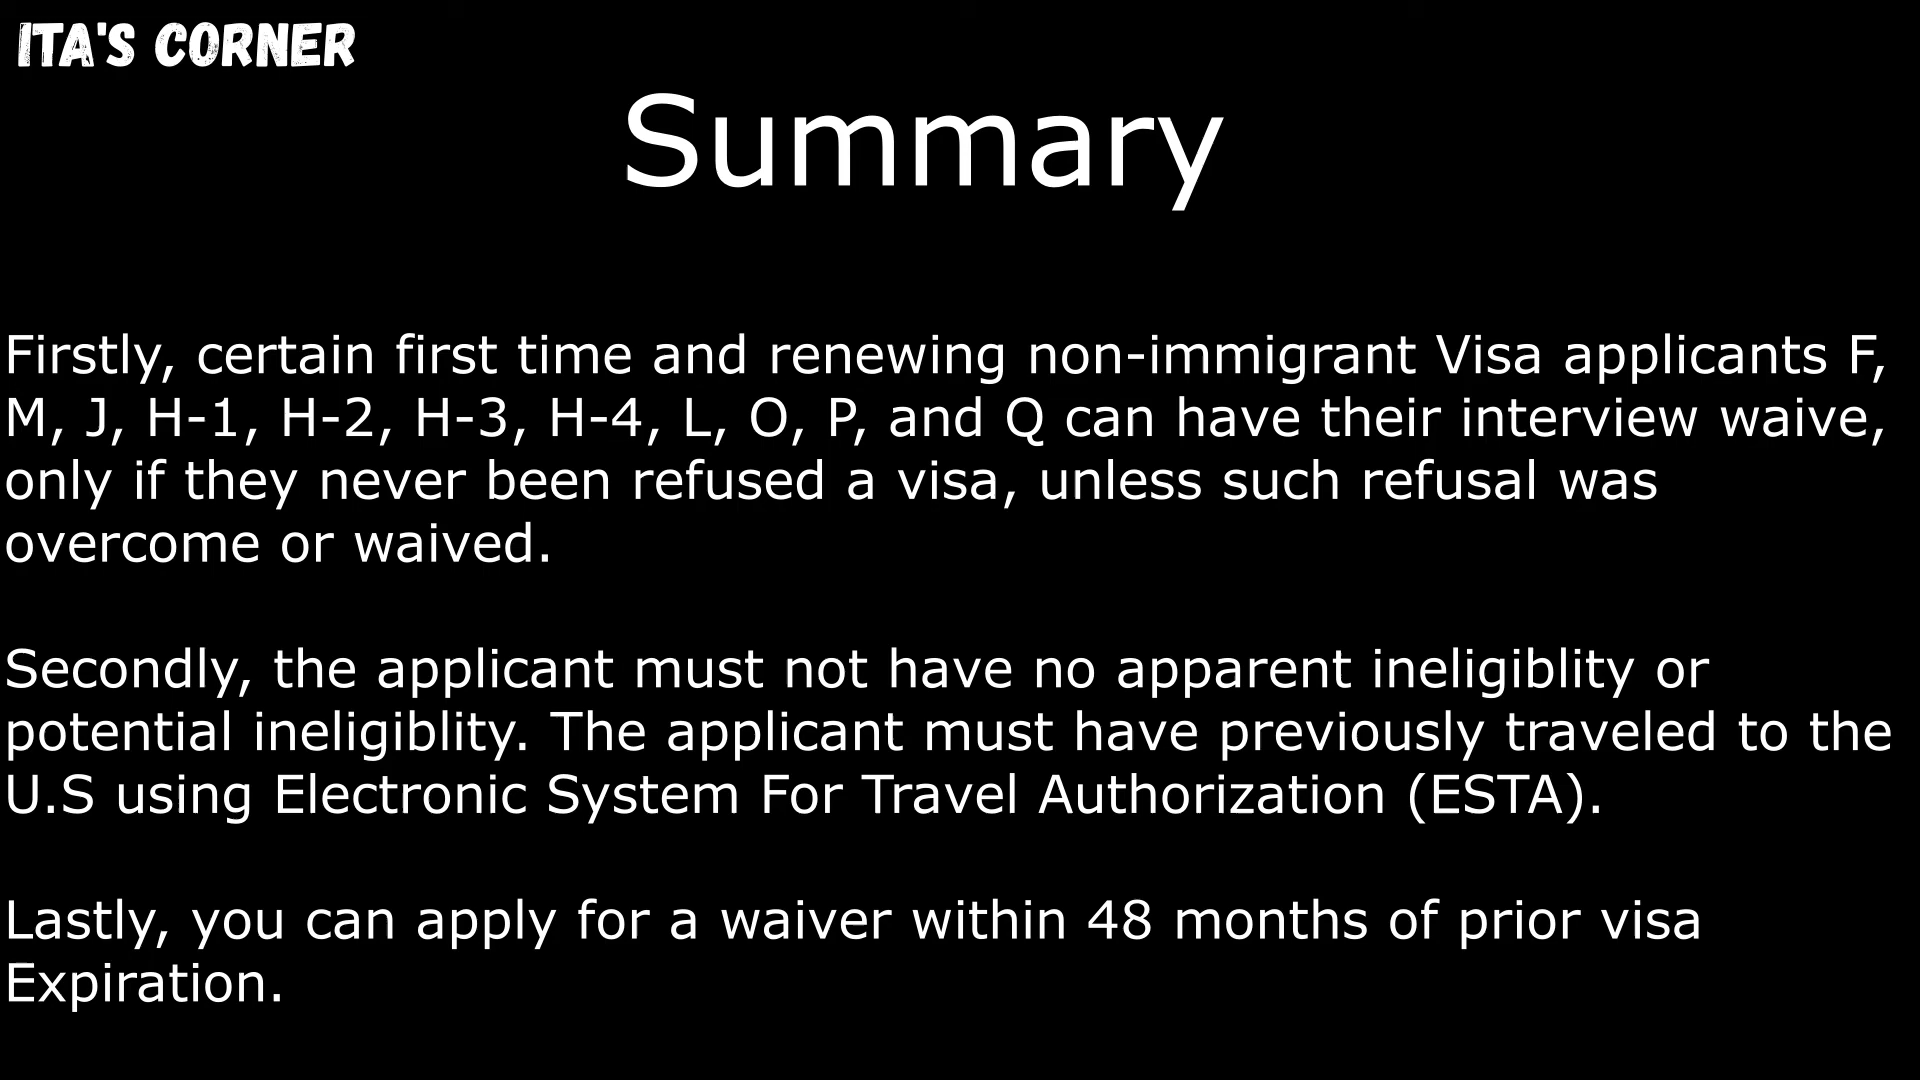 ITA'S CORNER
Summary
Firstly, certain first time and renewing non-immigrant Visa applicants F,
M, J, H-1, H-2, H-3, H-4, L, O, P, and Q can have their interview waive,
only if they never been refused a visa, unless such refusal was
overcome or waived.
Secondly, the applicant must not have no apparent ineligiblity or
potential ineligiblity. The applicant must have previously traveled to the
U.S using Electronic System For Travel Authorization (ESTA).
Lastly, you can apply for a waiver within 48 months of prior visa
Expiration.